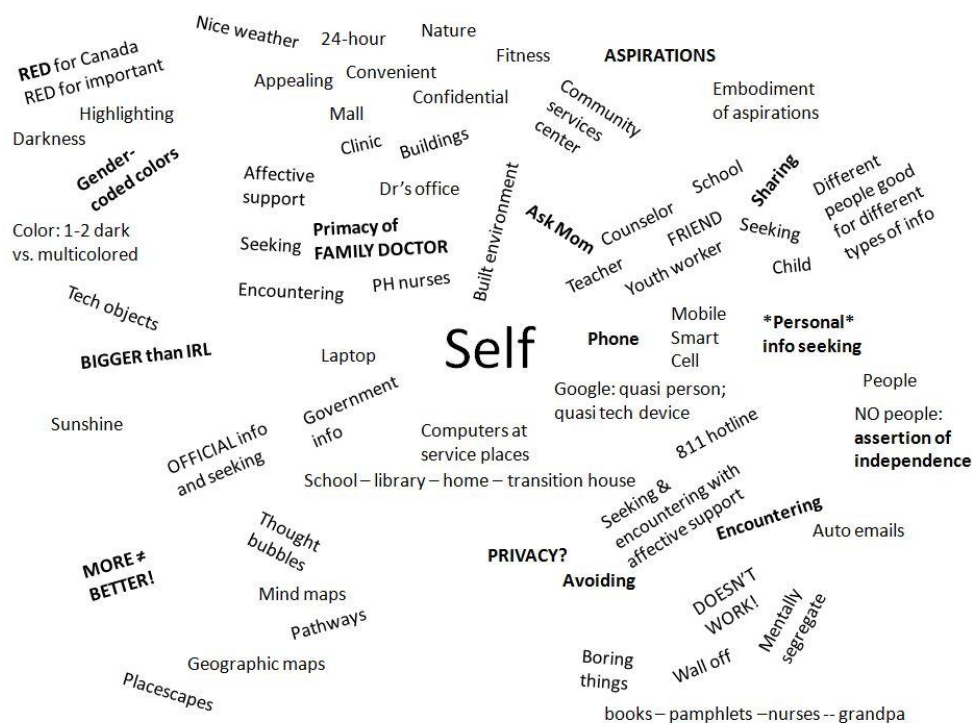 Nice weather
24-hour
Nature
Fitness
ASPIRATIONS
RED for Canada
RED for important
Appealing
Convenient
Confidential
Community
services
center
Embodiment
of aspirations
Highlighting
Darkness
Mall
Clinic
Buildings
Gender-
coded colors
Affective
support
Dr's office
School
Sharing
Different
people good
for different
types of info
Color: 1-2 dark
vs. multicolored
Seeking
Primacy of
FAMILY DOCTOR
Built environment
Ask Mom
Counselor
FRIEND
Seeking
Teacher
Youth worker
Child
Encountering
PH nurses
Tech objects
BIGGER than IRL
Laptop
Self
Phone
Mobile
Smart
Cell
*Personal*
info seeking
Google: quasi person;
quasi tech device
People
Sunshine
Government
info
OFFICIAL info
and seeking
Computers at
service places
811 hotline
NO people:
assertion of
independence
School – library – home – transition house
Seeking &
encountering with
affective support
Encountering
Auto emails
Thought
bubbles
PRIVACY?
Avoiding
MORE ≠
BETTER!
Mind maps
Pathways
DOESN'T
WORK!
Mentally
segregate
Geographic maps
Placescapes
Boring
things
Wall off
books – pamphlets –nurses -- grandpa